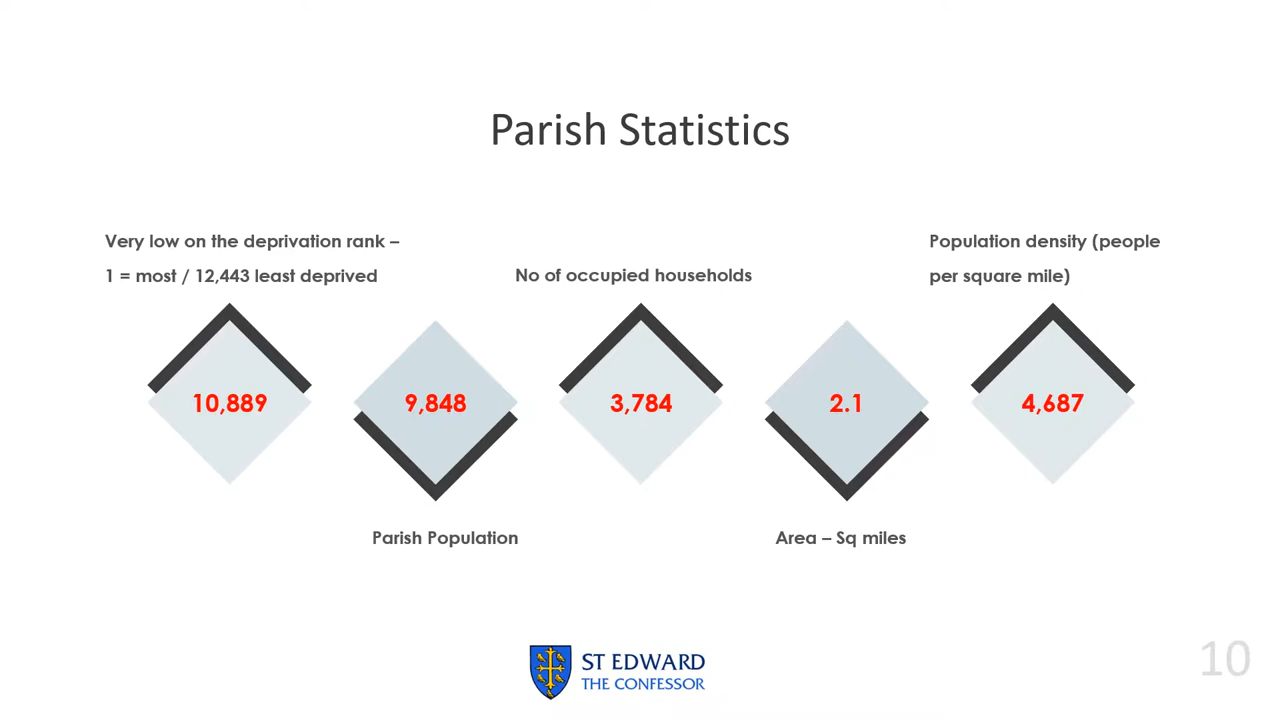 Parish Statistics
Very low on the deprivation rank –
1 = most / 12,443 least deprived
No of occupied households
Population density (people
per square mile)
10,889
9,848
3,784
2.1
4,687
Parish Population
Area – Sq miles
ST EDWARD
THE CONFESSOR
10